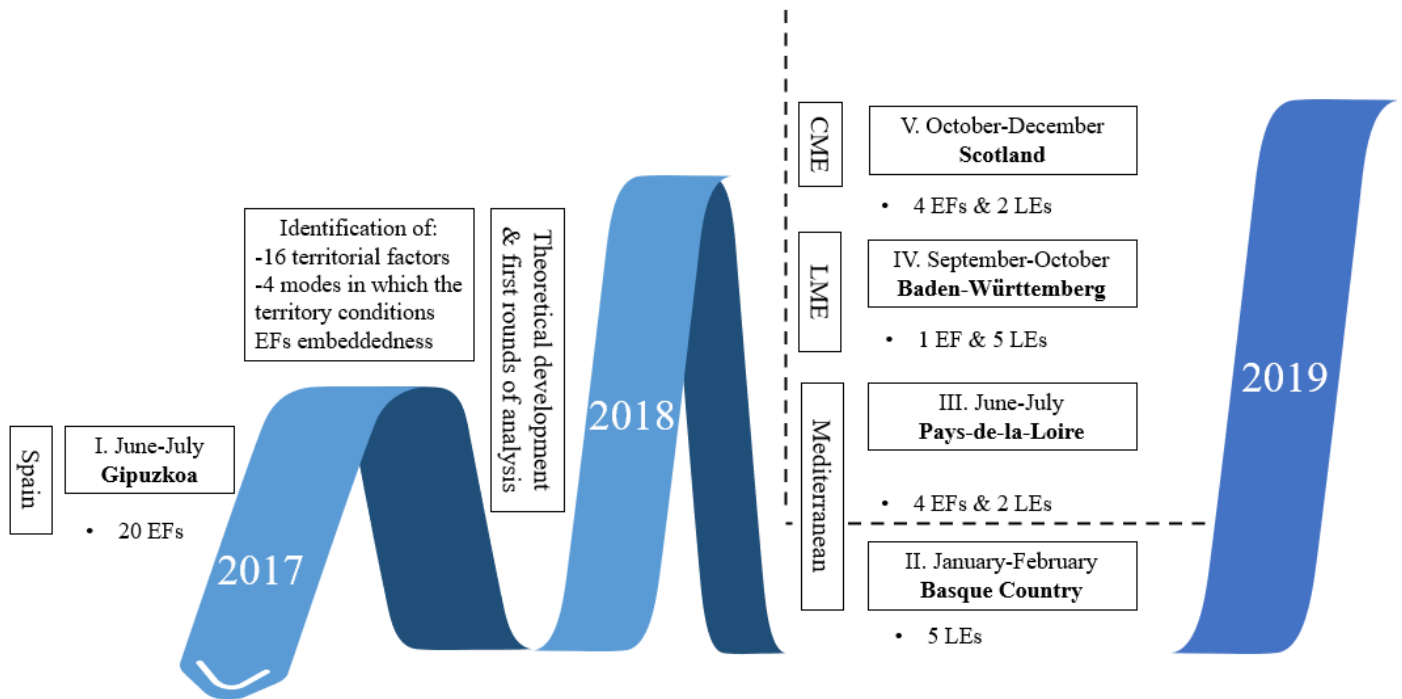 Spain
I. June-July
Gipuzkoa
• 20 EFs
2017
Identification of:
-16 territorial factors
-4 modes in which the
territory conditions
EFs embeddedness
Theoretical development
& first rounds of analysis
2018
CME
V. October-December
Scotland
• 4 EFs & 2 LEs
LME
IV. September-October
Baden-Württemberg
• 1 EF & 5 LEs
Mediterranean
III. June-July
Pays-de-la-Loire
• 4 EFs & 2 LEs
II. January-February
Basque Country
• 5 LEs
2019